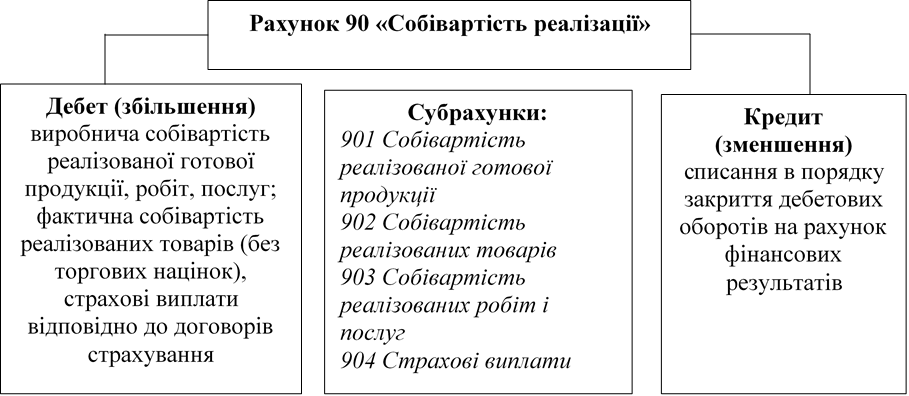 Рахунок 90 «Собівартість реалізації»
Дебет (збільшення)
виробнича собівартість
реалізованої готової
продукції, робіт, послуг;
фактична собівартість
реалізованих товарів (без
торгових націнок),
страхові виплати
відповідно до договорів
страхування
Субрахунки:
901 Собівартість
реалізованої готової
продукції
902 Собівартість
реалізованих товарів
903 Собівартість
реалізованих робіт і
послуг
904 Страхові виплати
Кредит
(зменшення)
списання в порядку
закриття дебетових
оборотів на рахунок
фінансових
результатів